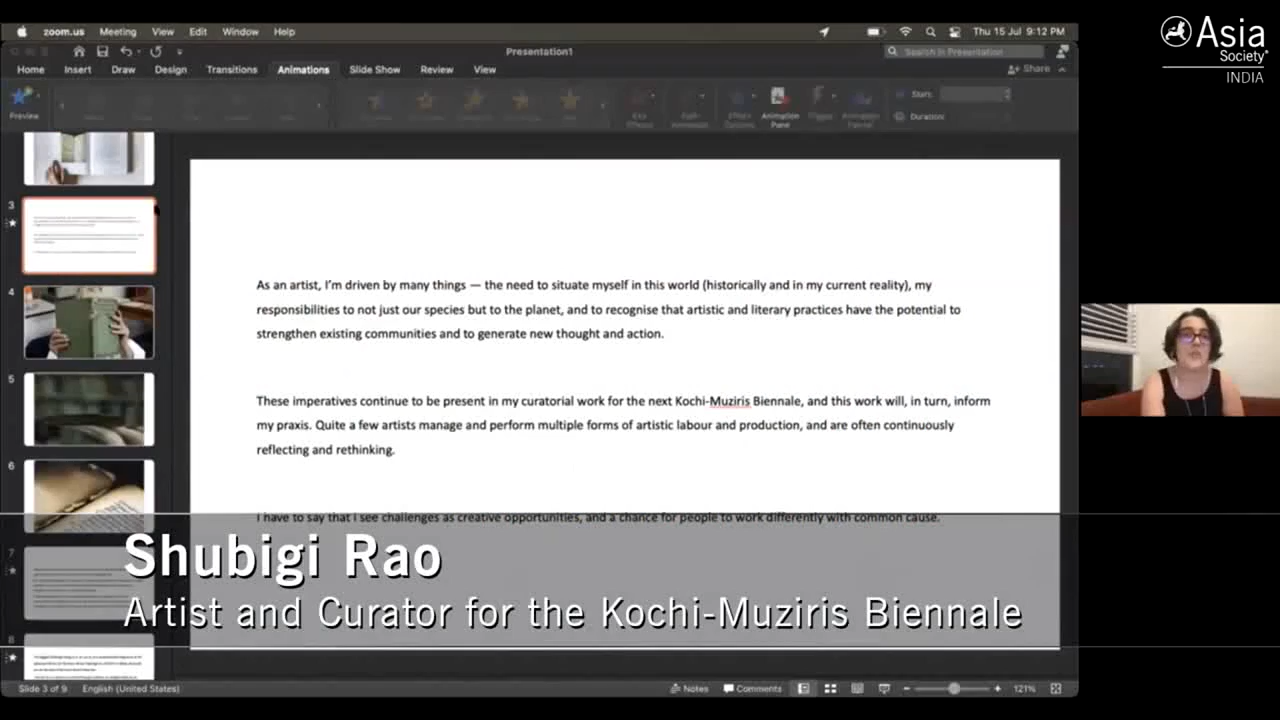 zoom.us Meeting View Edit Window Help Thu 15 Jul 9:12 PM
Presentation1
Search in Presentation
Home Insert Draw Design Transitions Animations Slide Show Review View Share
Preview
Animation Pane
Start:
Duration:
Asia
Society
INDIA
3
4
5
6
7
8
As an artist, I'm driven by many things — the need to situate myself in this world (historically and in my current reality), my
responsibilities to not just our species but to the planet, and to recognise that artistic and literary practices have the potential to
strengthen existing communities and to generate new thought and action.
These imperatives continue to be present in my curatorial work for the next Kochi-Muziris Biennale, and this work will, in turn, inform
my praxis. Quite a few artists manage and perform multiple forms of artistic labour and production, and are often continuously
reflecting and rethinking.
I have to say that I see challenges as creative opportunities, and a chance for people to work differently with common cause.
Shubigi Rao
Artist and Curator for the Kochi-Muziris Biennale
Slide 3 of 9 English (United States) Notes Comments 121%